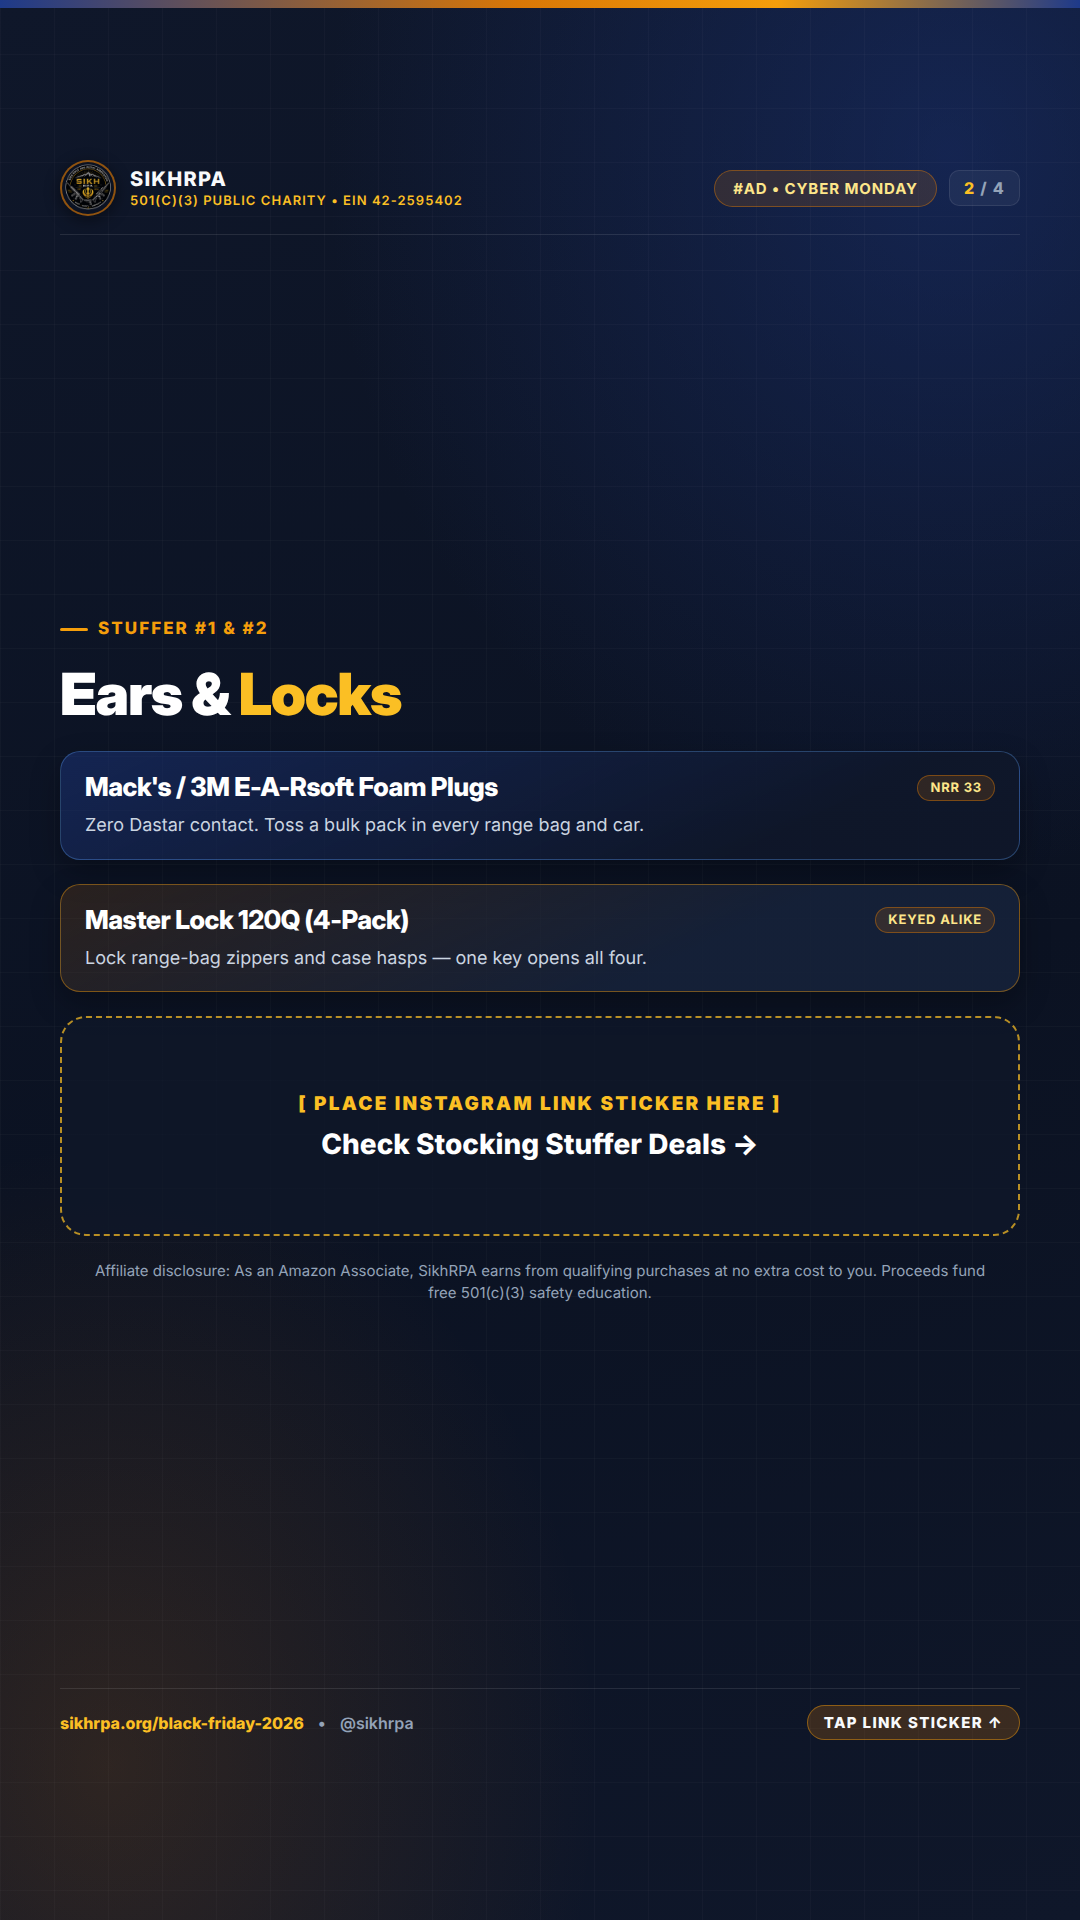 SIKH
SIKHRPA
501(C)(3) PUBLIC CHARITY • EIN 42-2595402
#AD • CYBER MONDAY
2 / 4
STUFFER #1 & #2
Ears & Locks
Mack's / 3M E-A-Rsoft Foam Plugs
NRR 33
Zero Dastar contact. Toss a bulk pack in every range bag and car.
Master Lock 120Q (4-Pack)
KEYED ALIKE
Lock range-bag zippers and case hasps — one key opens all four.
[ PLACE INSTAGRAM LINK STICKER HERE ]
Check Stocking Stuffer Deals →
Affiliate disclosure: As an Amazon Associate, SikhRPA earns from qualifying purchases at no extra cost to you. Proceeds fund
free 501(c)(3) safety education.
sikhrpa.org/black-friday-2026 • @sikhrpa
TAP LINK STICKER ↑